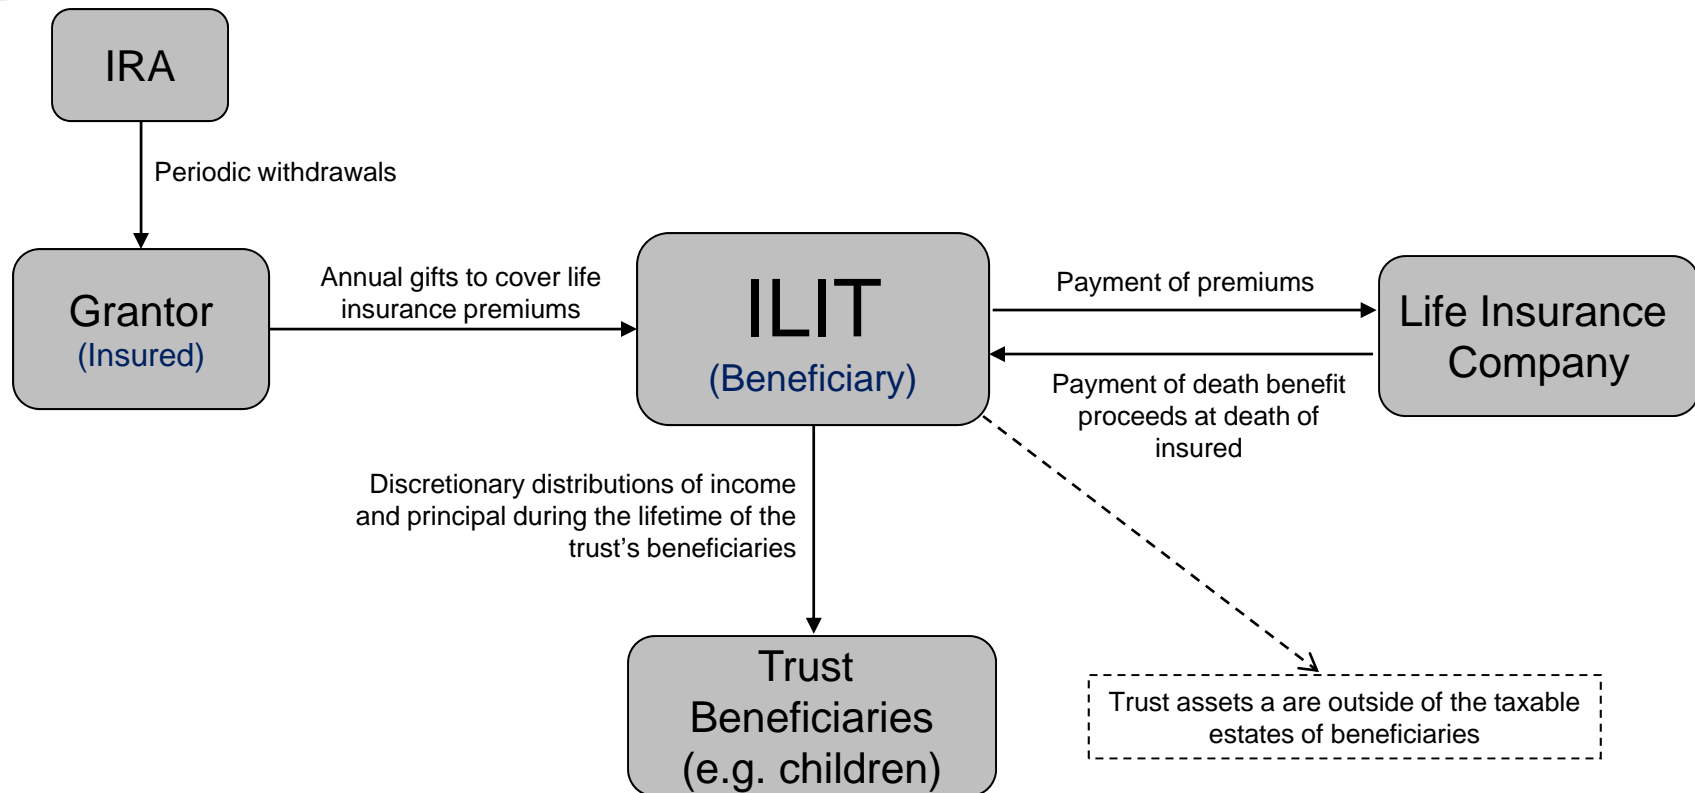 IRA
Periodic withdrawals
Grantor
(Insured)
Annual gifts to cover life
insurance premiums
ILIT
(Beneficiary)
Payment of premiums
Life Insurance
Company
Payment of death benefit
proceeds at death of
insured
Discretionary distributions of income
and principal during the lifetime of the
trust’s beneficiaries
Trust
Beneficiaries
(e.g. children)
Trust assets a are outside of the taxable
estates of beneficiaries